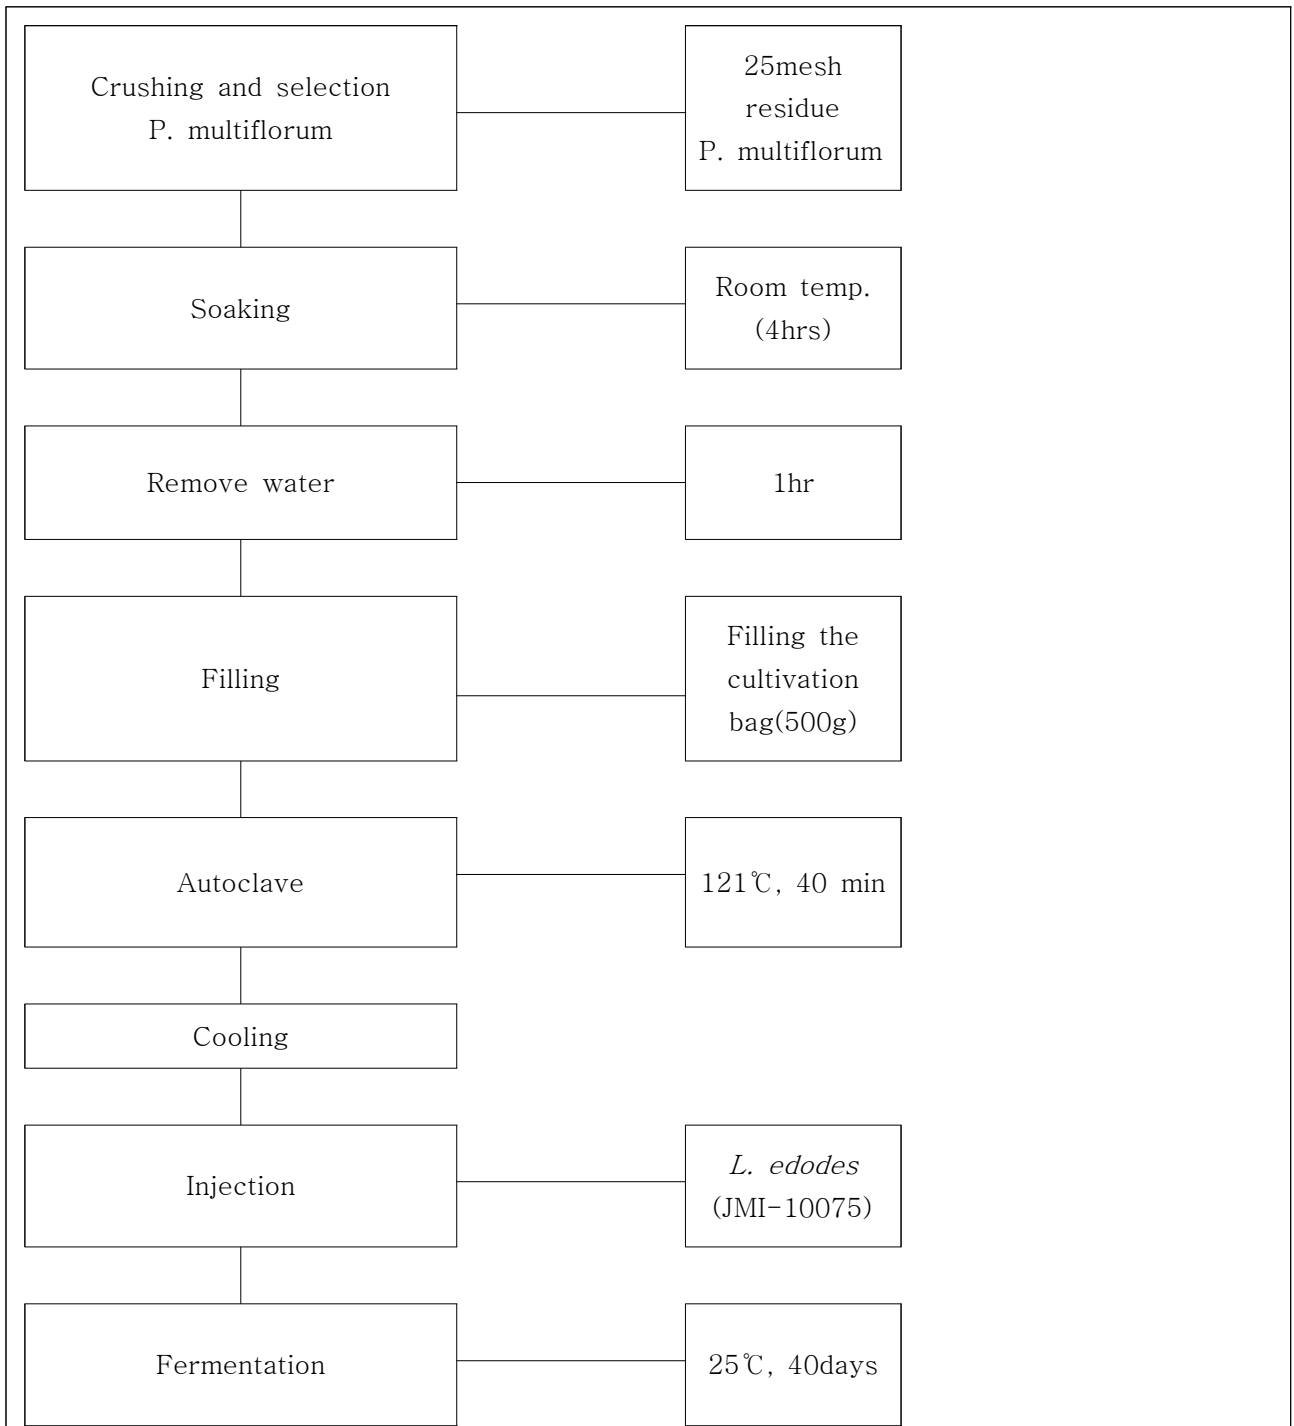 Crushing and selection
P. multiflorum
25mesh
residue
P. multiflorum
Soaking
Room temp.
(4hrs)
Remove water
1hr
Filling
Filling the
cultivation
bag(500g)
Autoclave
121℃, 40 min
Cooling
Injection
L. edodes
(JMI-10075)
Fermentation
25℃, 40days